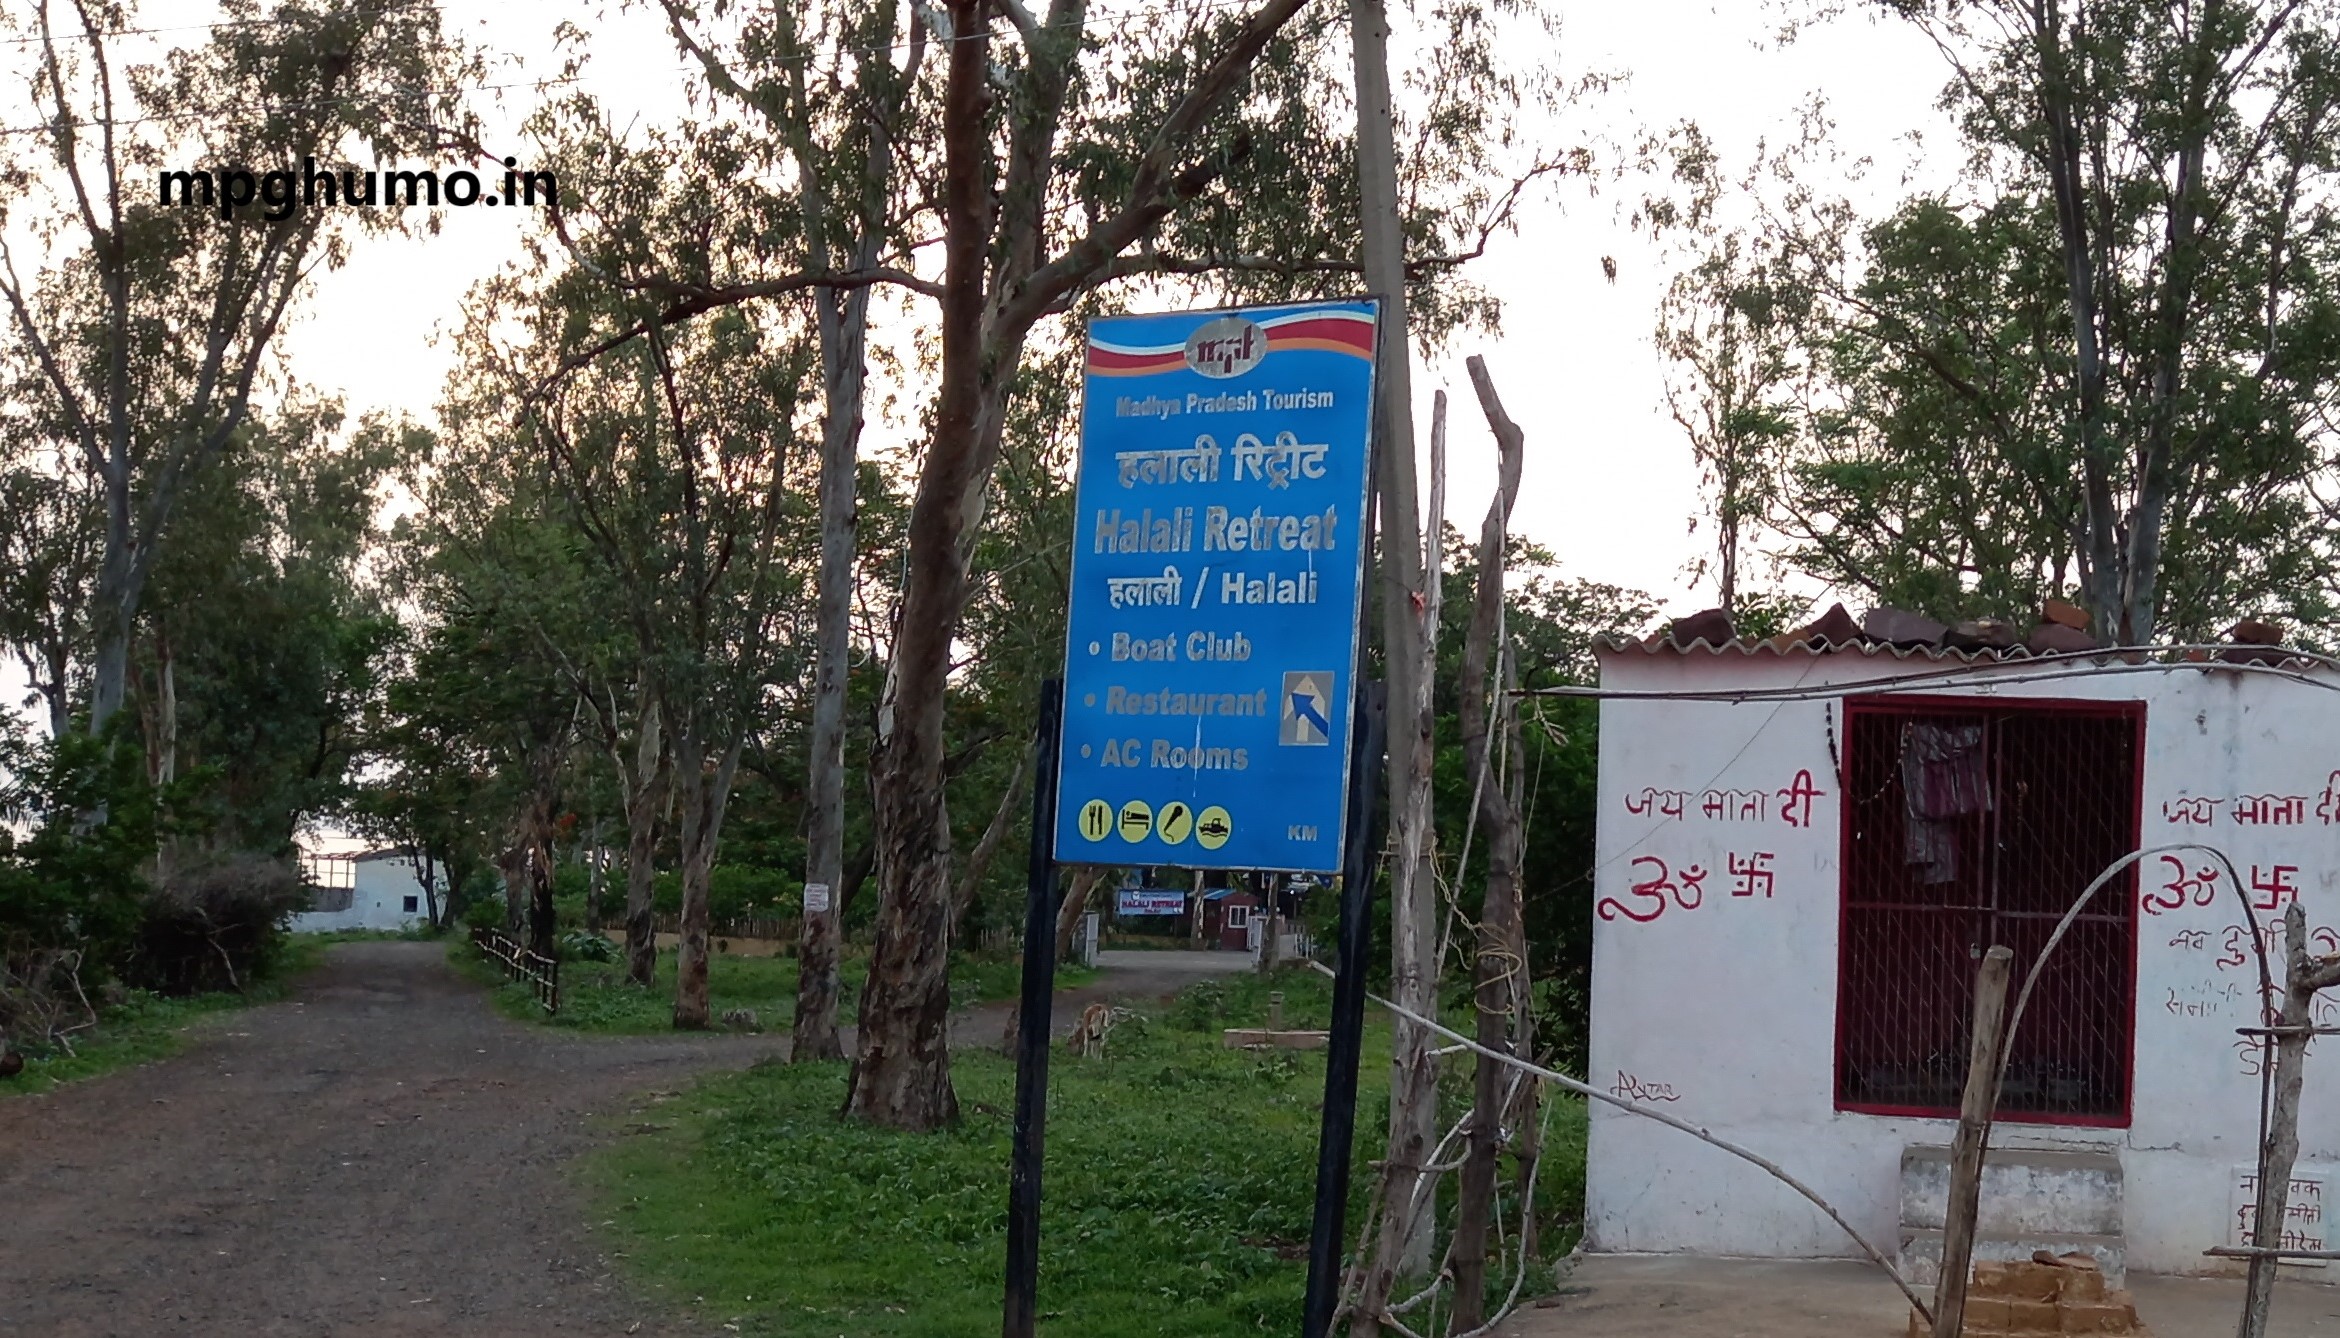 mpghumo.in
mpt
Madhya Pradesh Tourism
हलाली रिट्रीट
Halali Retreat
हलाली / Halali
• Boat Club
• Restaurant
• AC Rooms
KM
HALALI RETREAT
जय माता दी
ॐ 卐
जय माता दी
ॐ 卐
नव दुर्गा